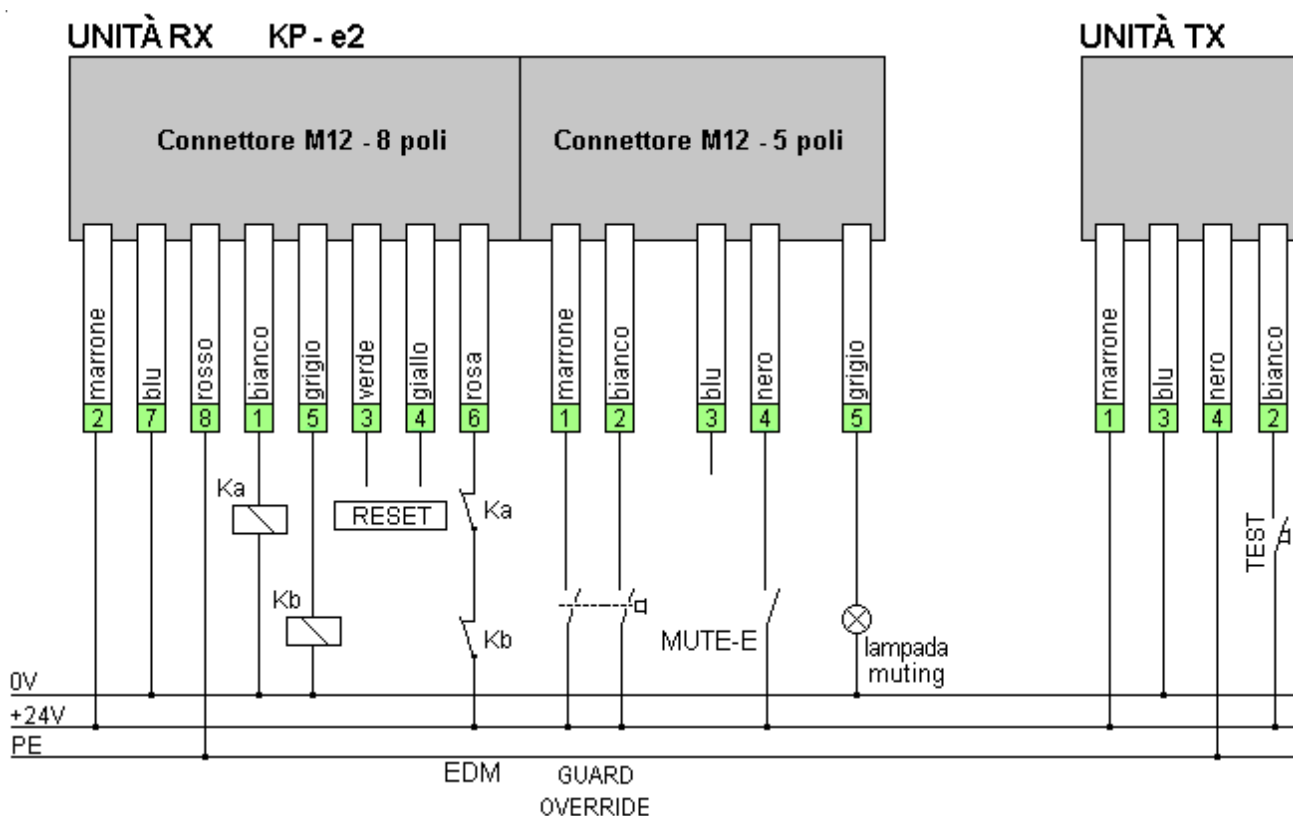 UNITÀ RX KP - e2
UNITÀ TX
Connettore M12 - 8 poli
Connettore M12 - 5 poli
marrone
blu
rosso
bianco
grigio
verde
giallo
rosa
marrone
bianco
blu
nero
grigio
marrone
blu
nero
bianco
2
7
8
1
5
3
4
6
1
2
3
4
5
1
3
4
2
Ka
RESET
Ka
TEST
Kb
Kb
MUTE-E
lampada
muting
0V
+24V
PE
EDM
GUARD
OVERRIDE